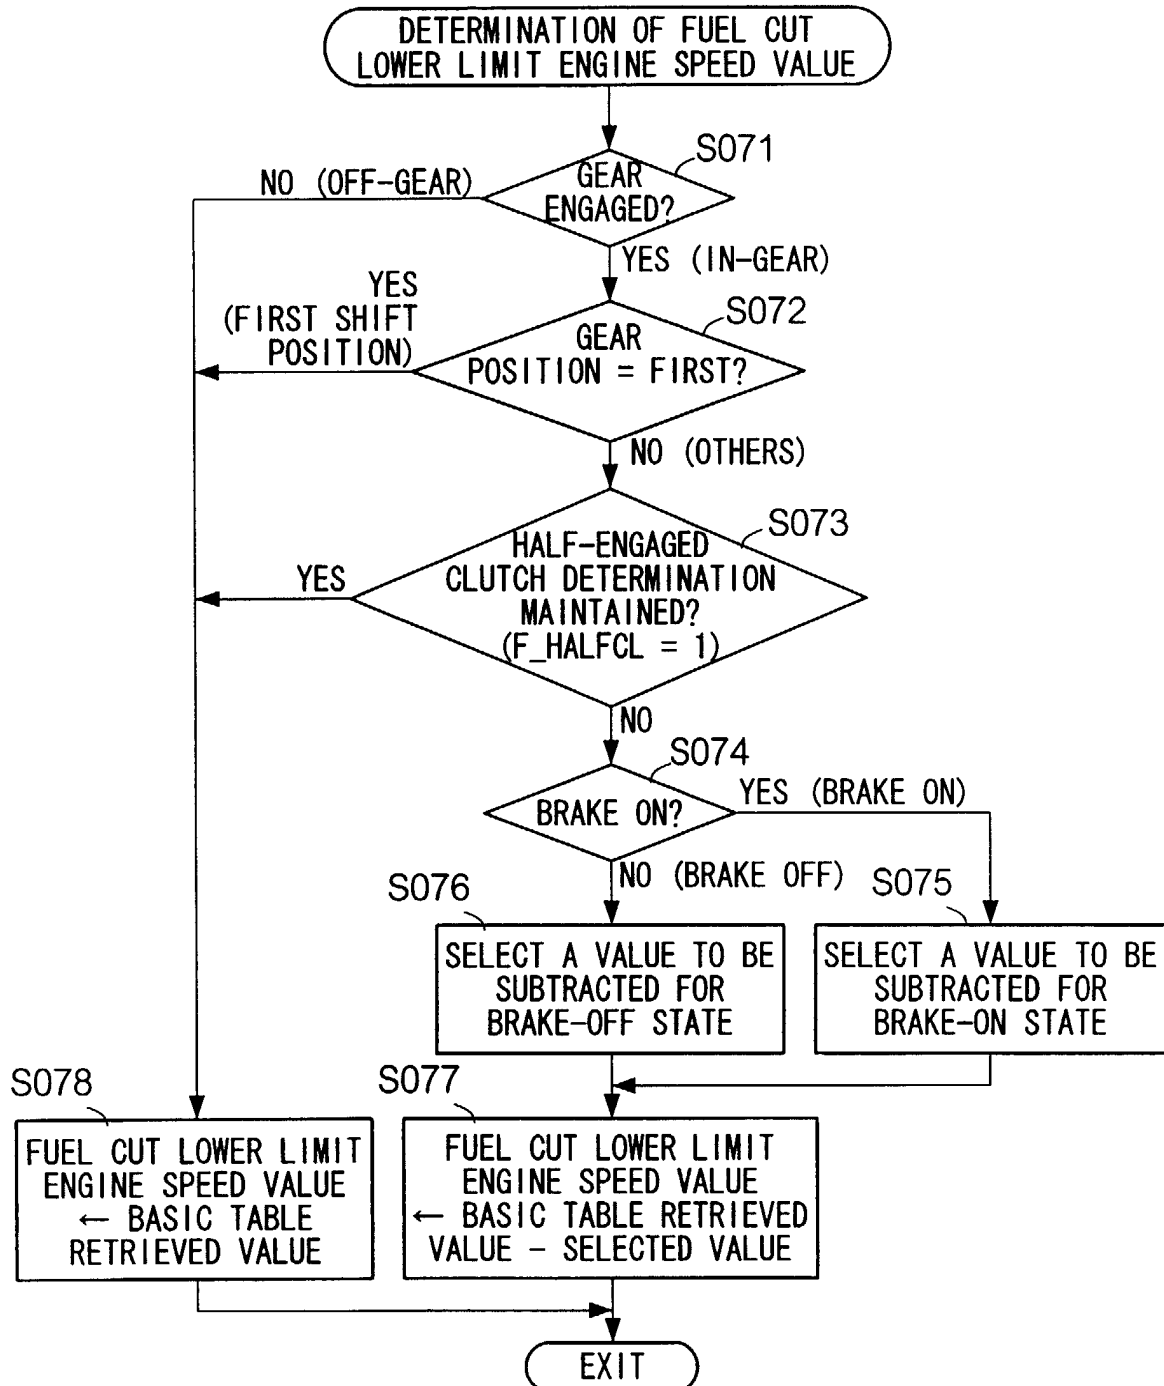 DETERMINATION OF FUEL CUT
LOWER LIMIT ENGINE SPEED VALUE
S071
NO (OFF-GEAR)
GEAR
ENGAGED?
YES (IN-GEAR)
YES
(FIRST SHIFT
POSITION)
S072
GEAR
POSITION = FIRST?
NO (OTHERS)
S073
HALF-ENGAGED
CLUTCH DETERMINATION
MAINTAINED?
(F_HALFCL = 1)
YES
NO
S074
BRAKE ON?
YES (BRAKE ON)
NO (BRAKE OFF)
S076
S075
SELECT A VALUE TO BE
SUBTRACTED FOR
BRAKE-OFF STATE
SELECT A VALUE TO BE
SUBTRACTED FOR
BRAKE-ON STATE
S078
S077
FUEL CUT LOWER LIMIT
ENGINE SPEED VALUE
← BASIC TABLE
RETRIEVED VALUE
FUEL CUT LOWER LIMIT
ENGINE SPEED VALUE
← BASIC TABLE RETRIEVED
VALUE - SELECTED VALUE
EXIT